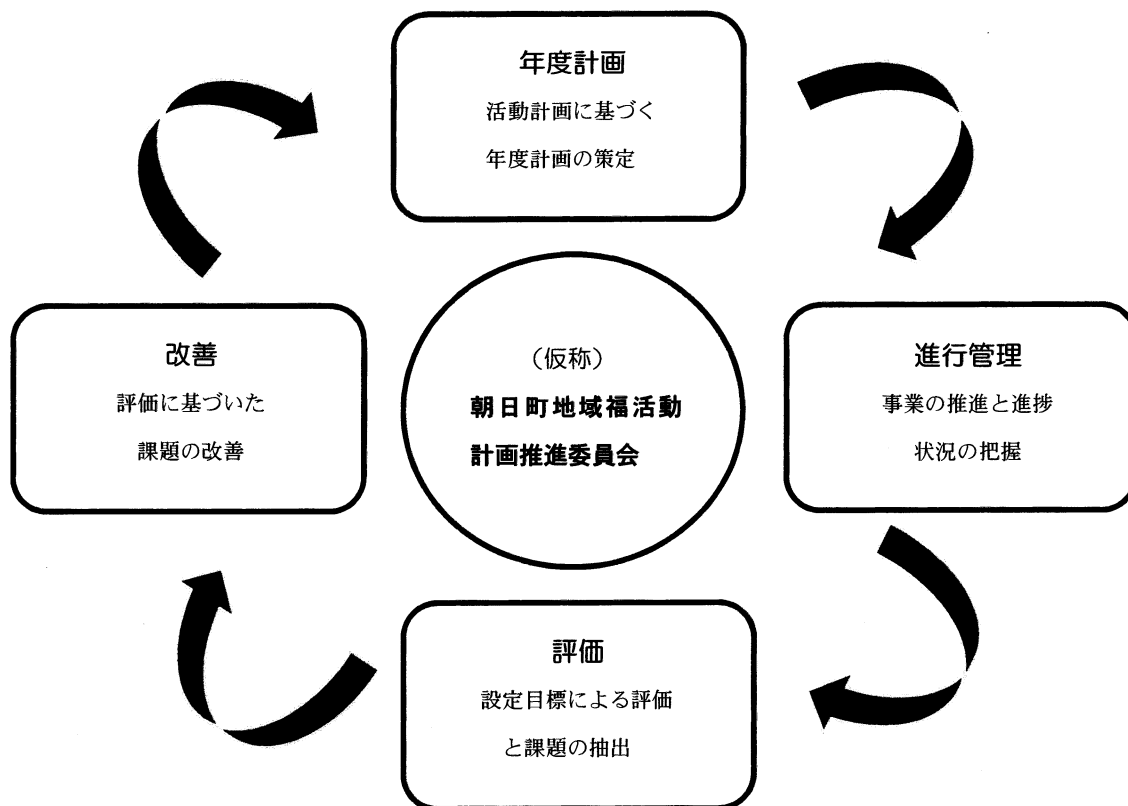 年度計画
活動計画に基づく
年度計画の策定
改善
評価に基づいた
課題の改善
（仮称）
朝日町地域福活動
計画推進委員会
進行管理
事業の推進と進捗
状況の把握
評価
設定目標による評価
と課題の抽出